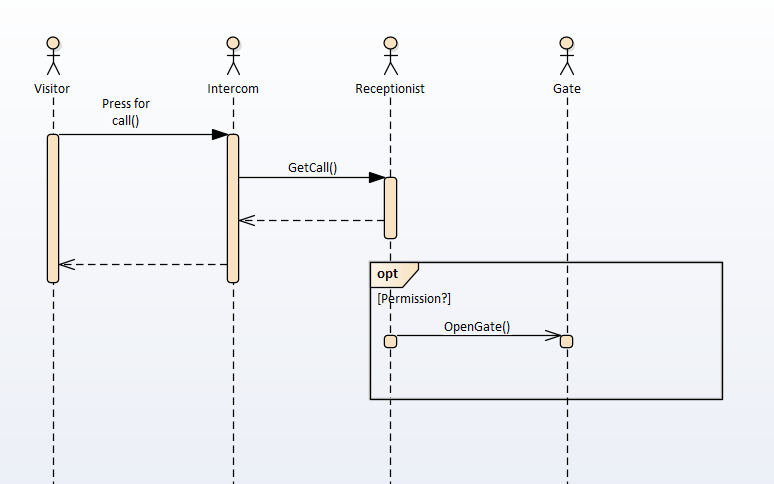 Visitor
Intercom
Receptionist
Gate
Press for
call()
GetCall()
opt
[Permission?]
OpenGate()